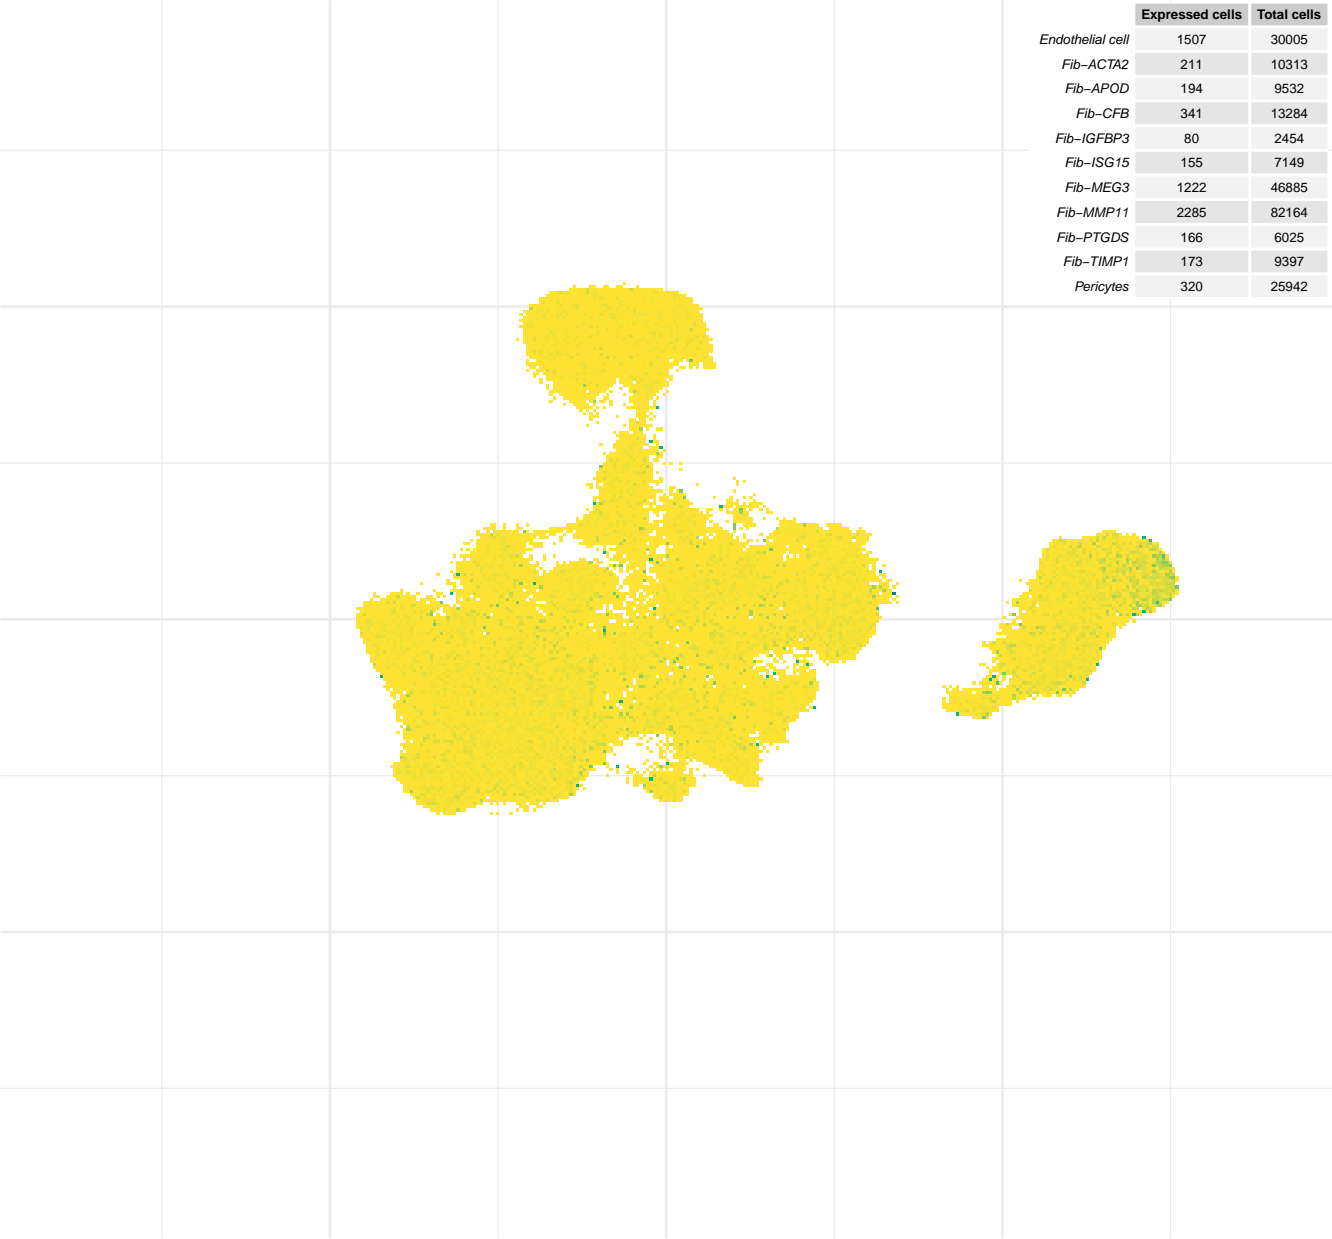 Expressed cells Total cells
Endothelial cell 1507 30005
Fib−ACTA2 211 10313
Fib−APOD 194 9532
Fib−CFB 341 13284
Fib−IGFBP3 80 2454
Fib−ISG15 155 7149
Fib−MEG3 1222 46885
Fib−MMP11 2285 82164
Fib−PTGDS 166 6025
Fib−TIMP1 173 9397
Pericytes 320 25942